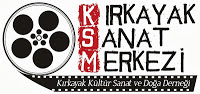 KIRKAYAK
SANAT
MERKEZİ
Kırkayak Kültür Sanat ve Doğa Derneği